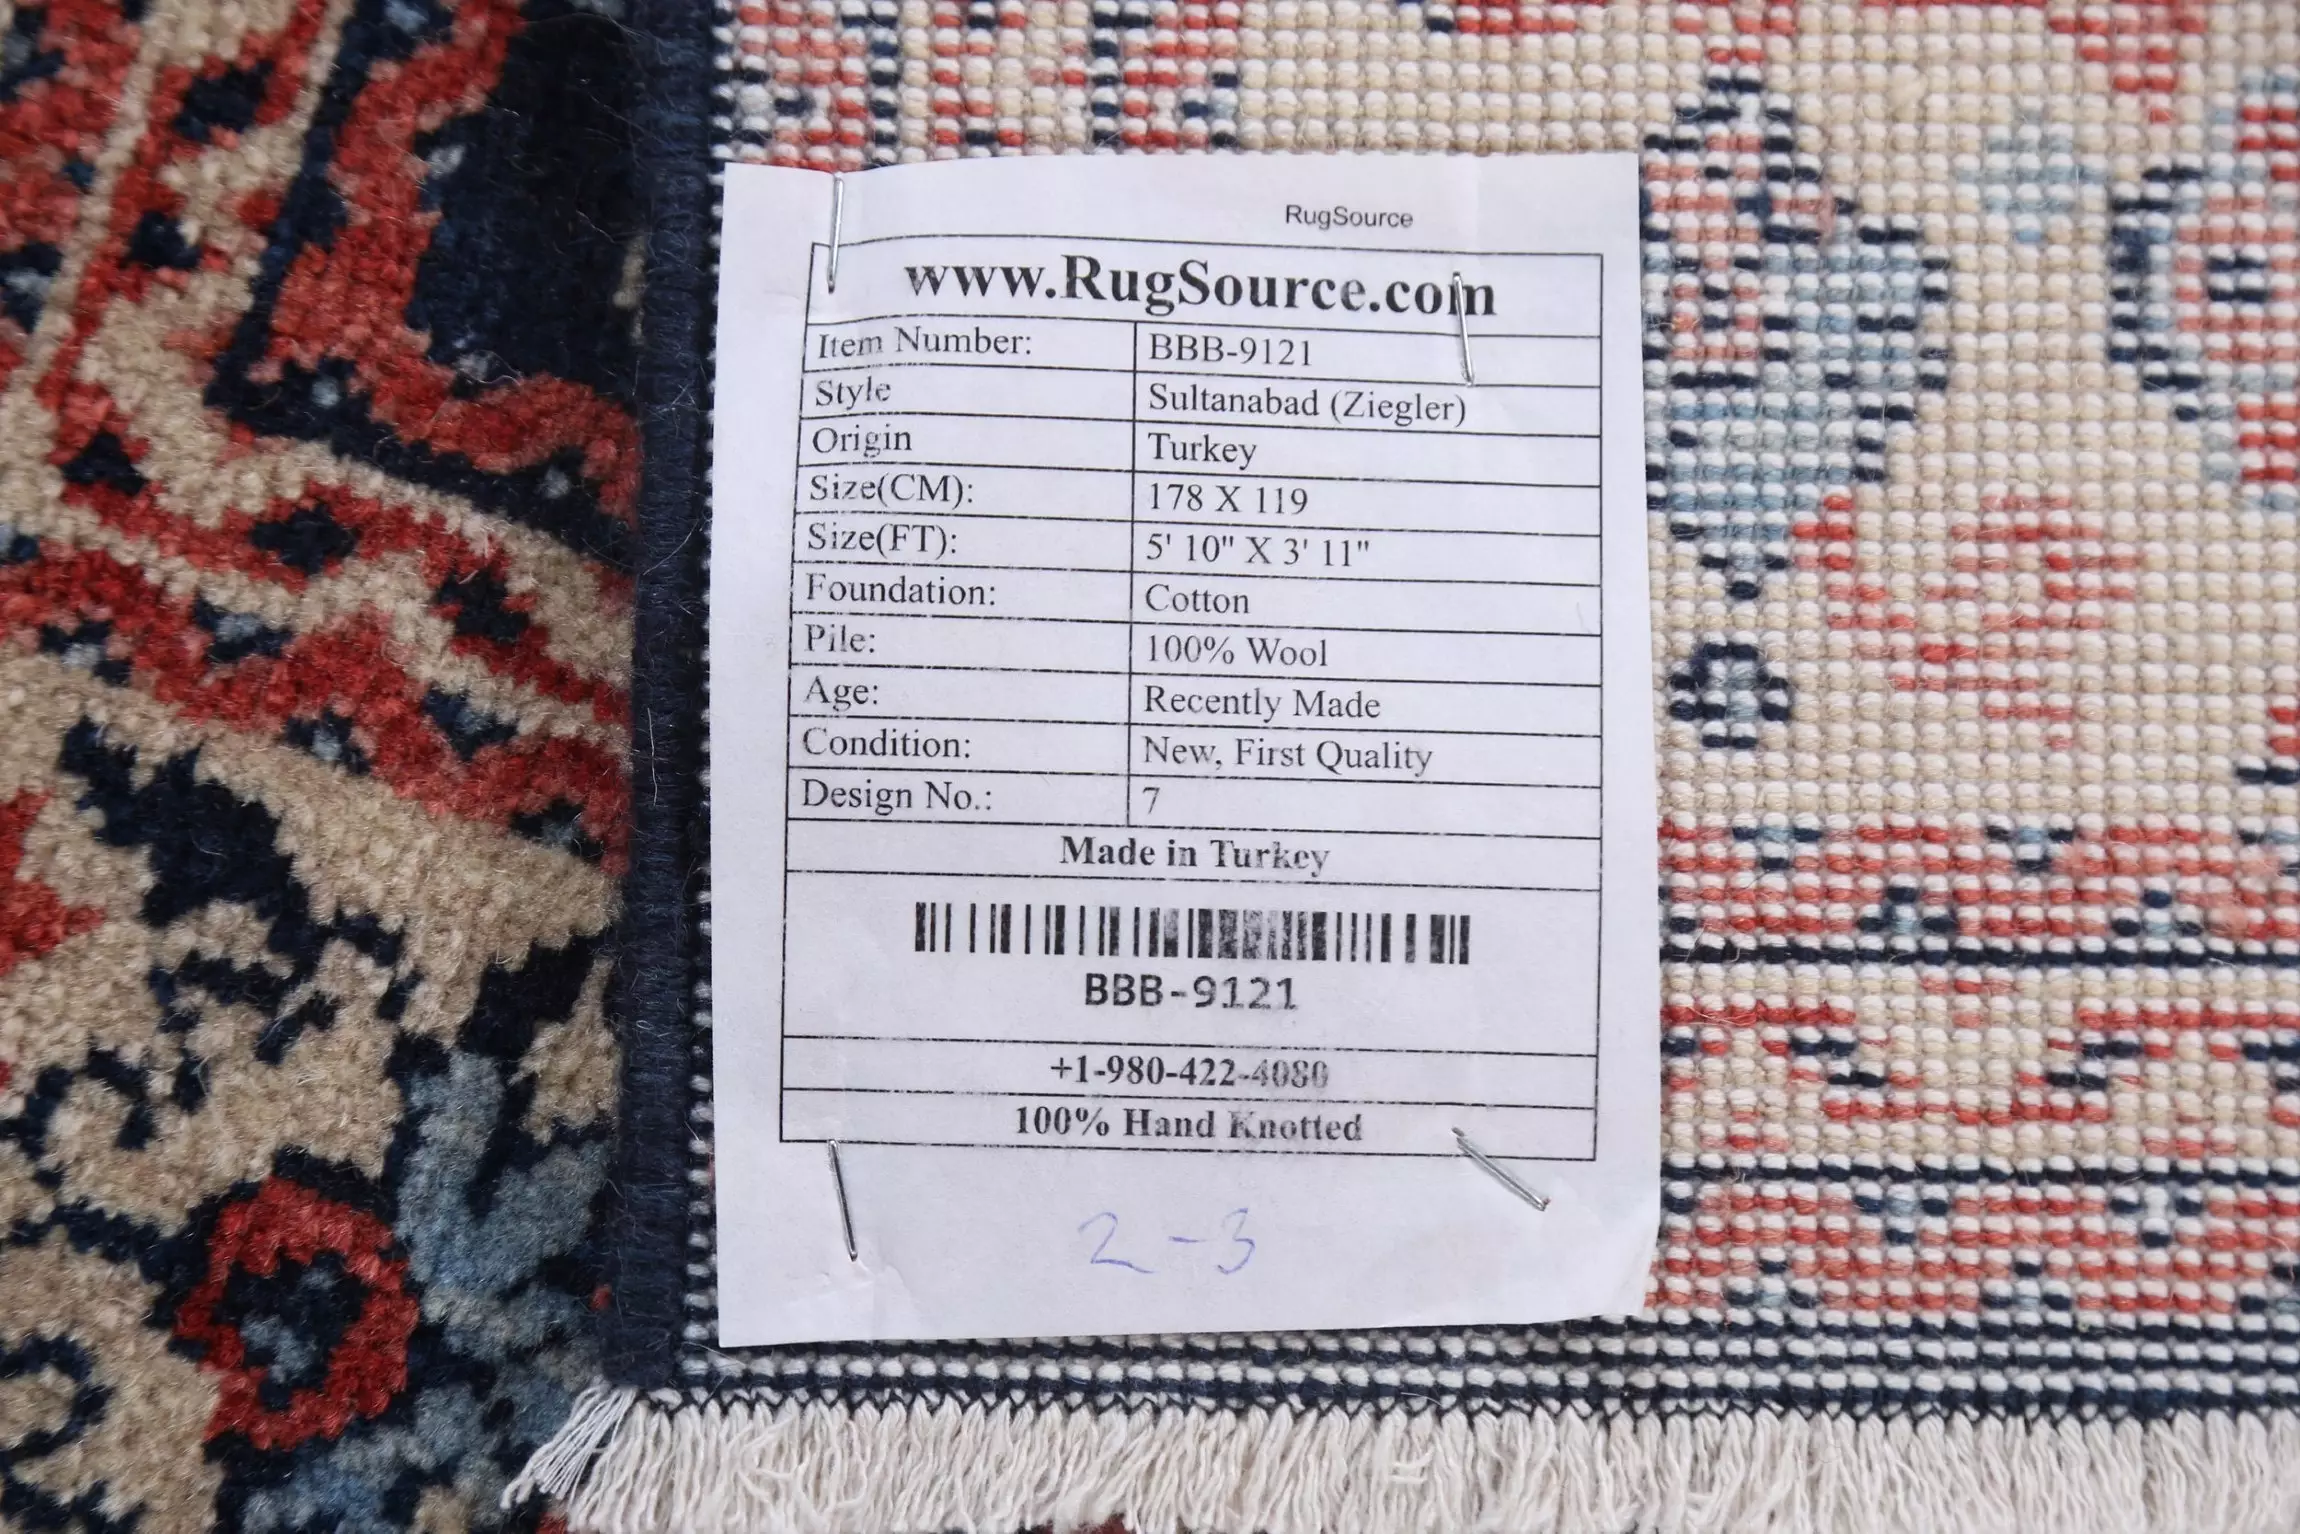 RugSource
www.RugSource.com
Item Number: BBB-9121
Style Sultanabad (Ziegler)
Origin Turkey
Size(CM): 178 X 119
Size(FT): 5' 10" X 3' 11"
Foundation: Cotton
Pile: 100% Wool
Age: Recently Made
Condition: New, First Quality
Design No.: 7
Made in Turkey
BBB-9121
+1-980-422-4080
100% Hand Knotted
2-3